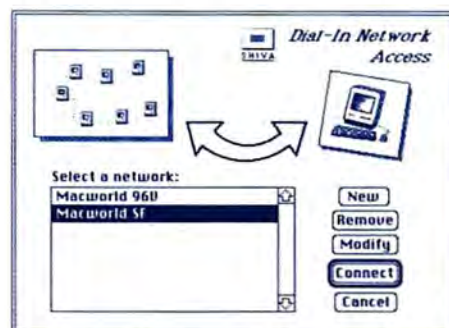 Dial-In Network
Access
SHIVA
Select a network:
Macworld 960
Macworld SF
New
Remove
Modify
Connect
Cancel